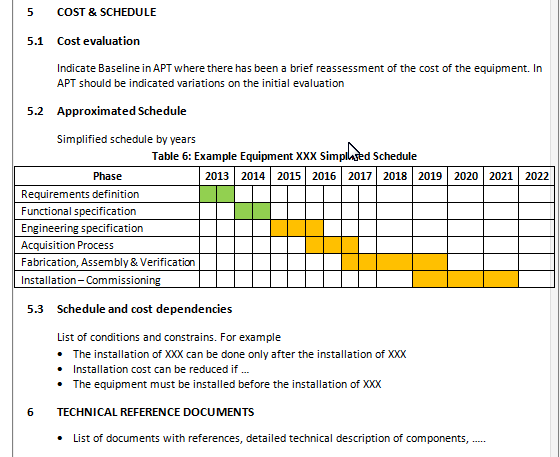 5 COST & SCHEDULE
5.1 Cost evaluation
Indicate Baseline in APT where there has been a brief reassessment of the cost of the equipment. In
APT should be indicated variations on the initial evaluation
5.2 Approximated Schedule
Simplified schedule by years
Table 6: Example Equipment XXX Simplified Schedule
Phase 2013 2014 2015 2016 2017 2018 2019 2020 2021 2022
Requirements definition
Functional specification
Engineering specification
Acquisition Process
Fabrication, Assembly & Verification
Installation – Commissioning
5.3 Schedule and cost dependencies
List of conditions and constrains. For example
• The installation of XXX can be done only after the installation of XXX
• Installation cost can be reduced if ...
• The equipment must be installed before the installation of XXX
6 TECHNICAL REFERENCE DOCUMENTS
• List of documents with references, detailed technical description of components, .....